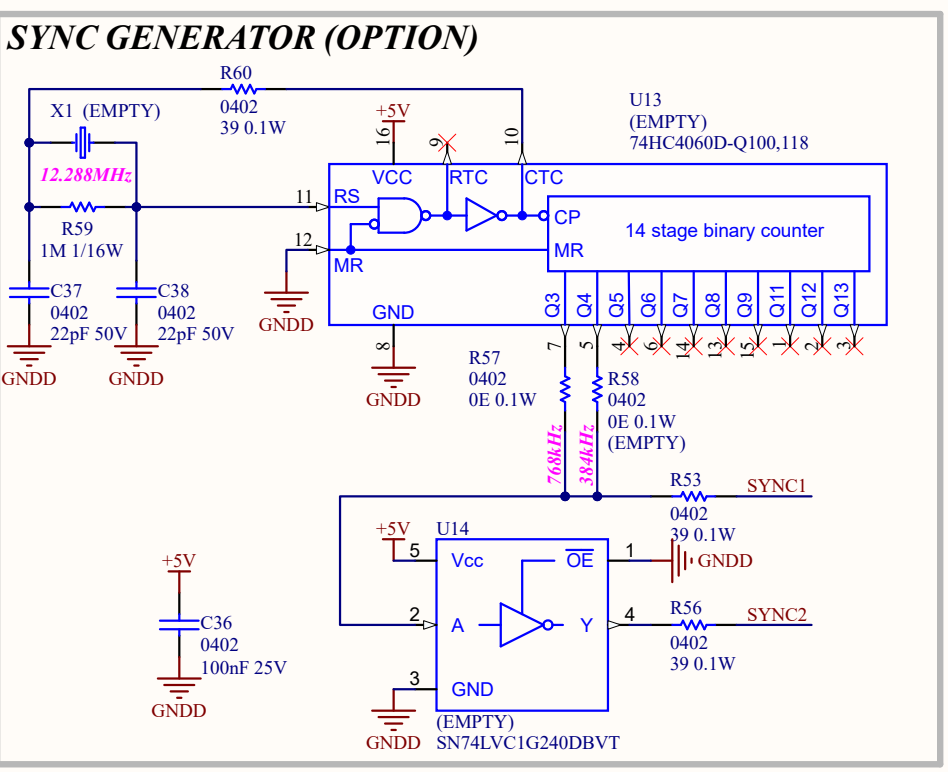 SYNC GENERATOR (OPTION)
R60
0402
39 0.1W
X1 (EMPTY)
12.288MHz
R59
1M 1/16W
C37
0402
22pF 50V
GNDD
C38
0402
22pF 50V
GNDD
+5V
16
9
10
U13
(EMPTY)
74HC4060D-Q100,118
VCC
RTC
CTC
11
RS
CP
14 stage binary counter
12
MR
MR
GNDD
GND
8
GNDD
Q3
Q4
Q5
Q6
Q7
Q8
Q9
Q11
Q12
Q13
7
5
4
6
14
13
15
1
2
3
R57
0402
0E 0.1W
R58
0402
0E 0.1W
(EMPTY)
768kHz
384kHz
R53
0402
39 0.1W
SYNC1
+5V
U14
5
Vcc
OE
1
GNDD
2
A
Y
4
R56
0402
39 0.1W
SYNC2
3
GND
GNDD
(EMPTY)
SN74LVC1G240DBVT
+5V
C36
0402
100nF 25V
GNDD